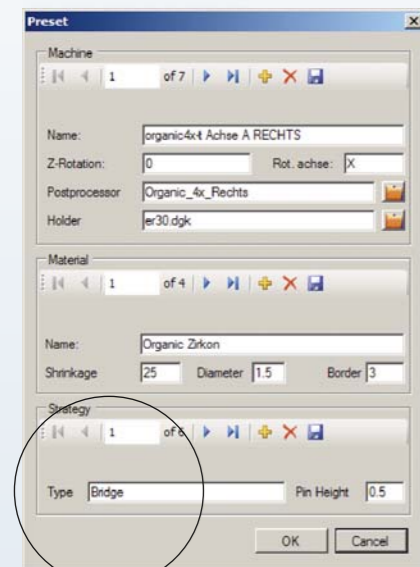 Preset
Machine
1 of 7
Name: organic4x-t Achse A RECHTS
Z-Rotation: 0 Rot. achse: X
Postprocessor Organic_4x_Rechts
Holder er30.dgk
Material
1 of 4
Name: Organic Zirkon
Shrinkage 25 Diameter 1.5 Border 3
Strategy
1 of 6
Type Bridge Pin Height 0.5
OK Cancel